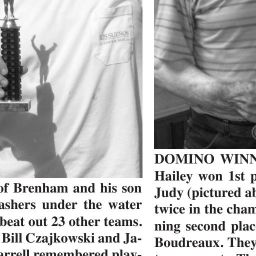 of Brenham and his son
ashers under the water
beat out 23 other teams.
Bill Czajkowski and Ja-
arrell remembered play-
DOMINO WINN
Hailey won 1st p
Judy (pictured ab
twice in the cham
ning second place
Boudreaux. They